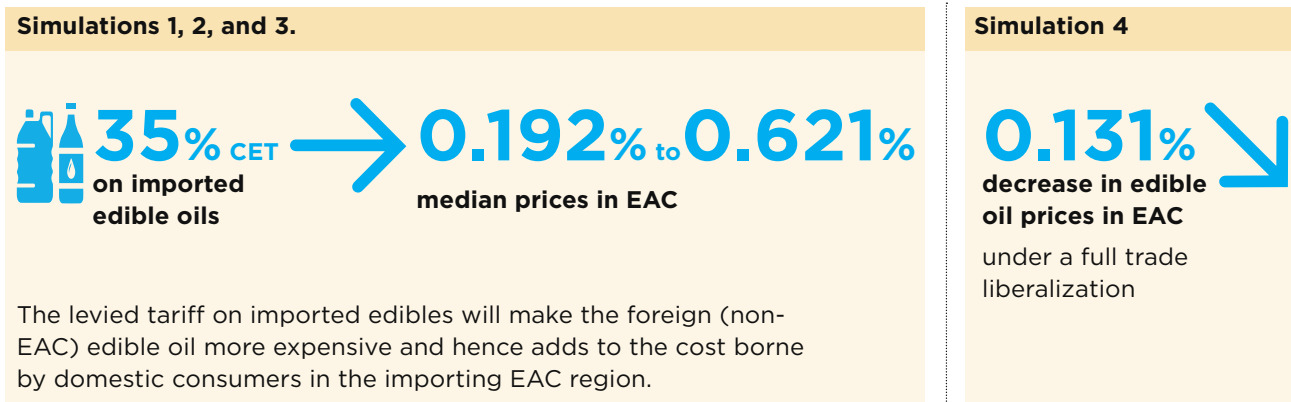 Simulations 1, 2, and 3.
35% CET
on imported
edible oils
0.192% to 0.621%
median prices in EAC
The levied tariff on imported edibles will make the foreign (non-
EAC) edible oil more expensive and hence adds to the cost borne
by domestic consumers in the importing EAC region.
Simulation 4
0.131%
decrease in edible
oil prices in EAC
under a full trade
liberalization